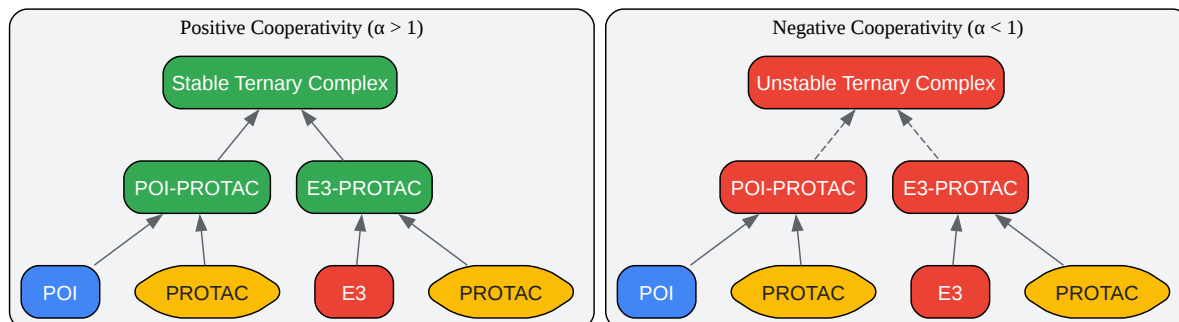 Positive Cooperativity (α > 1)
Stable Ternary Complex
POI-PROTAC
E3-PROTAC
POI
PROTAC
E3
PROTAC
Negative Cooperativity (α < 1)
Unstable Ternary Complex
POI-PROTAC
E3-PROTAC
POI
PROTAC
E3
PROTAC